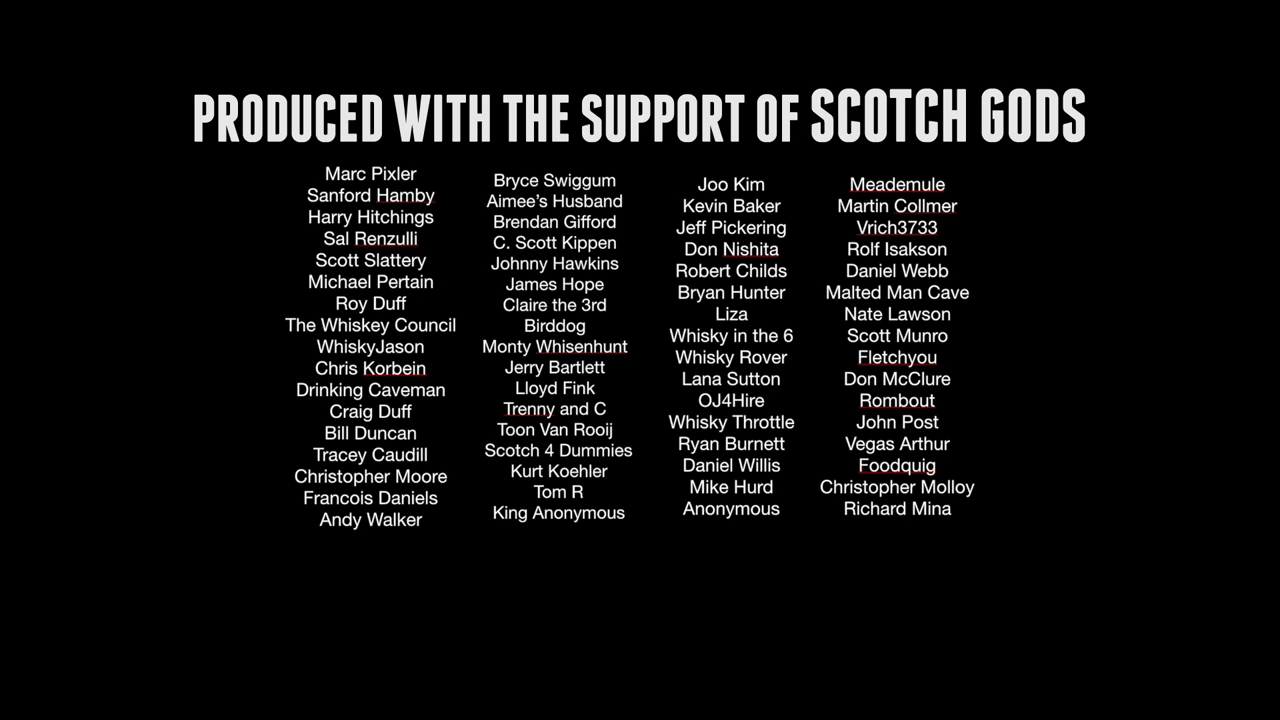 PRODUCED WITH THE SUPPORT OF SCOTCH GODS
Marc Pixler
Sanford Hamby
Harry Hitchings
Sal Renzulli
Scott Slattery
Michael Pertain
Roy Duff
The Whiskey Council
WhiskyJason
Chris Korbein
Drinking Caveman
Craig Duff
Bill Duncan
Tracey Caudill
Christopher Moore
Francois Daniels
Andy Walker
Bryce Swiggum
Aimee’s Husband
Brendan Gifford
C. Scott Kippen
Johnny Hawkins
James Hope
Claire the 3rd
Birddog
Monty Whisenhunt
Jerry Bartlett
Lloyd Fink
Trenny and C
Toon Van Rooij
Scotch 4 Dummies
Kurt Koehler
Tom R
King Anonymous
Joo Kim
Kevin Baker
Jeff Pickering
Don Nishita
Robert Childs
Bryan Hunter
Liza
Whisky in the 6
Whisky Rover
Lana Sutton
OJ4Hire
Whisky Throttle
Ryan Burnett
Daniel Willis
Mike Hurd
Anonymous
Meademule
Martin Collmer
Vrich3733
Rolf Isakson
Daniel Webb
Malted Man Cave
Nate Lawson
Scott Munro
Fletchyou
Don McClure
Rombout
John Post
Vegas Arthur
Foodquig
Christopher Molloy
Richard Mina